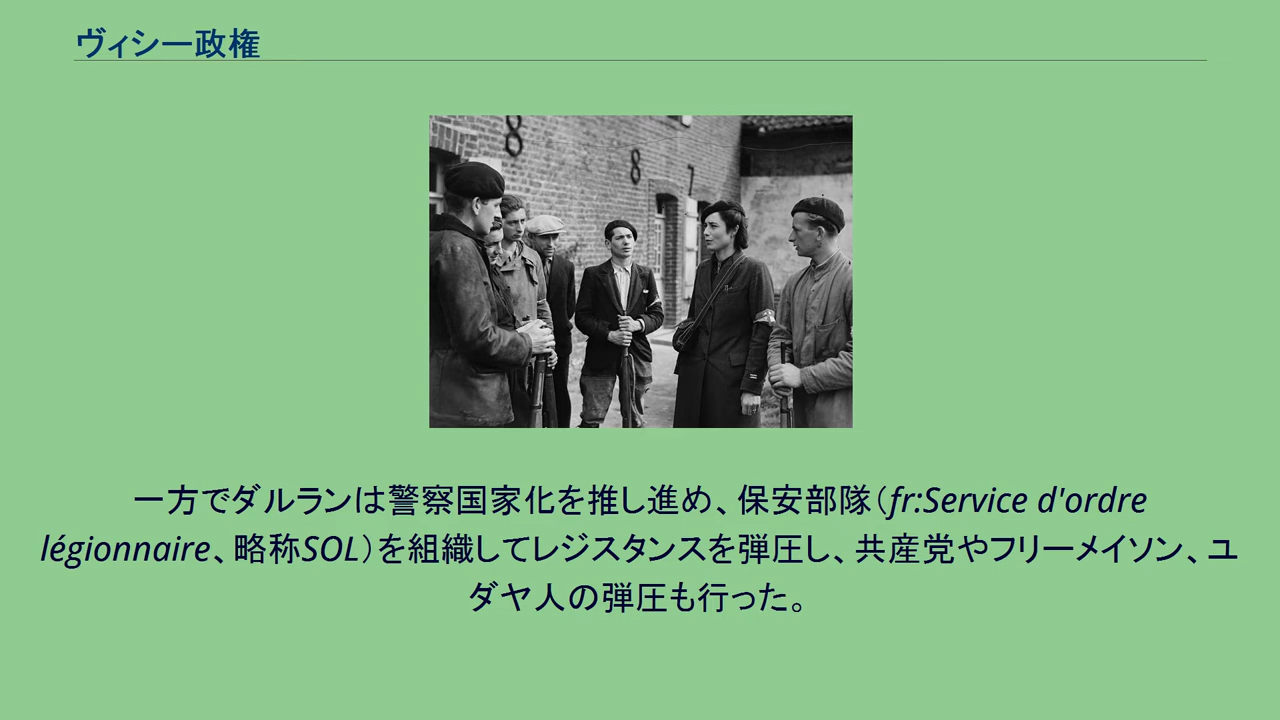 ヴィシー政権
8
8
7
一方でダルランは警察国家化を推し進め、保安部隊（fr:Service d'ordre
légionnaire、略称SOL）を組織してレジスタンスを弾圧し、共産党やフリーメイソン、ユ
ダヤ人の弾圧も行った。